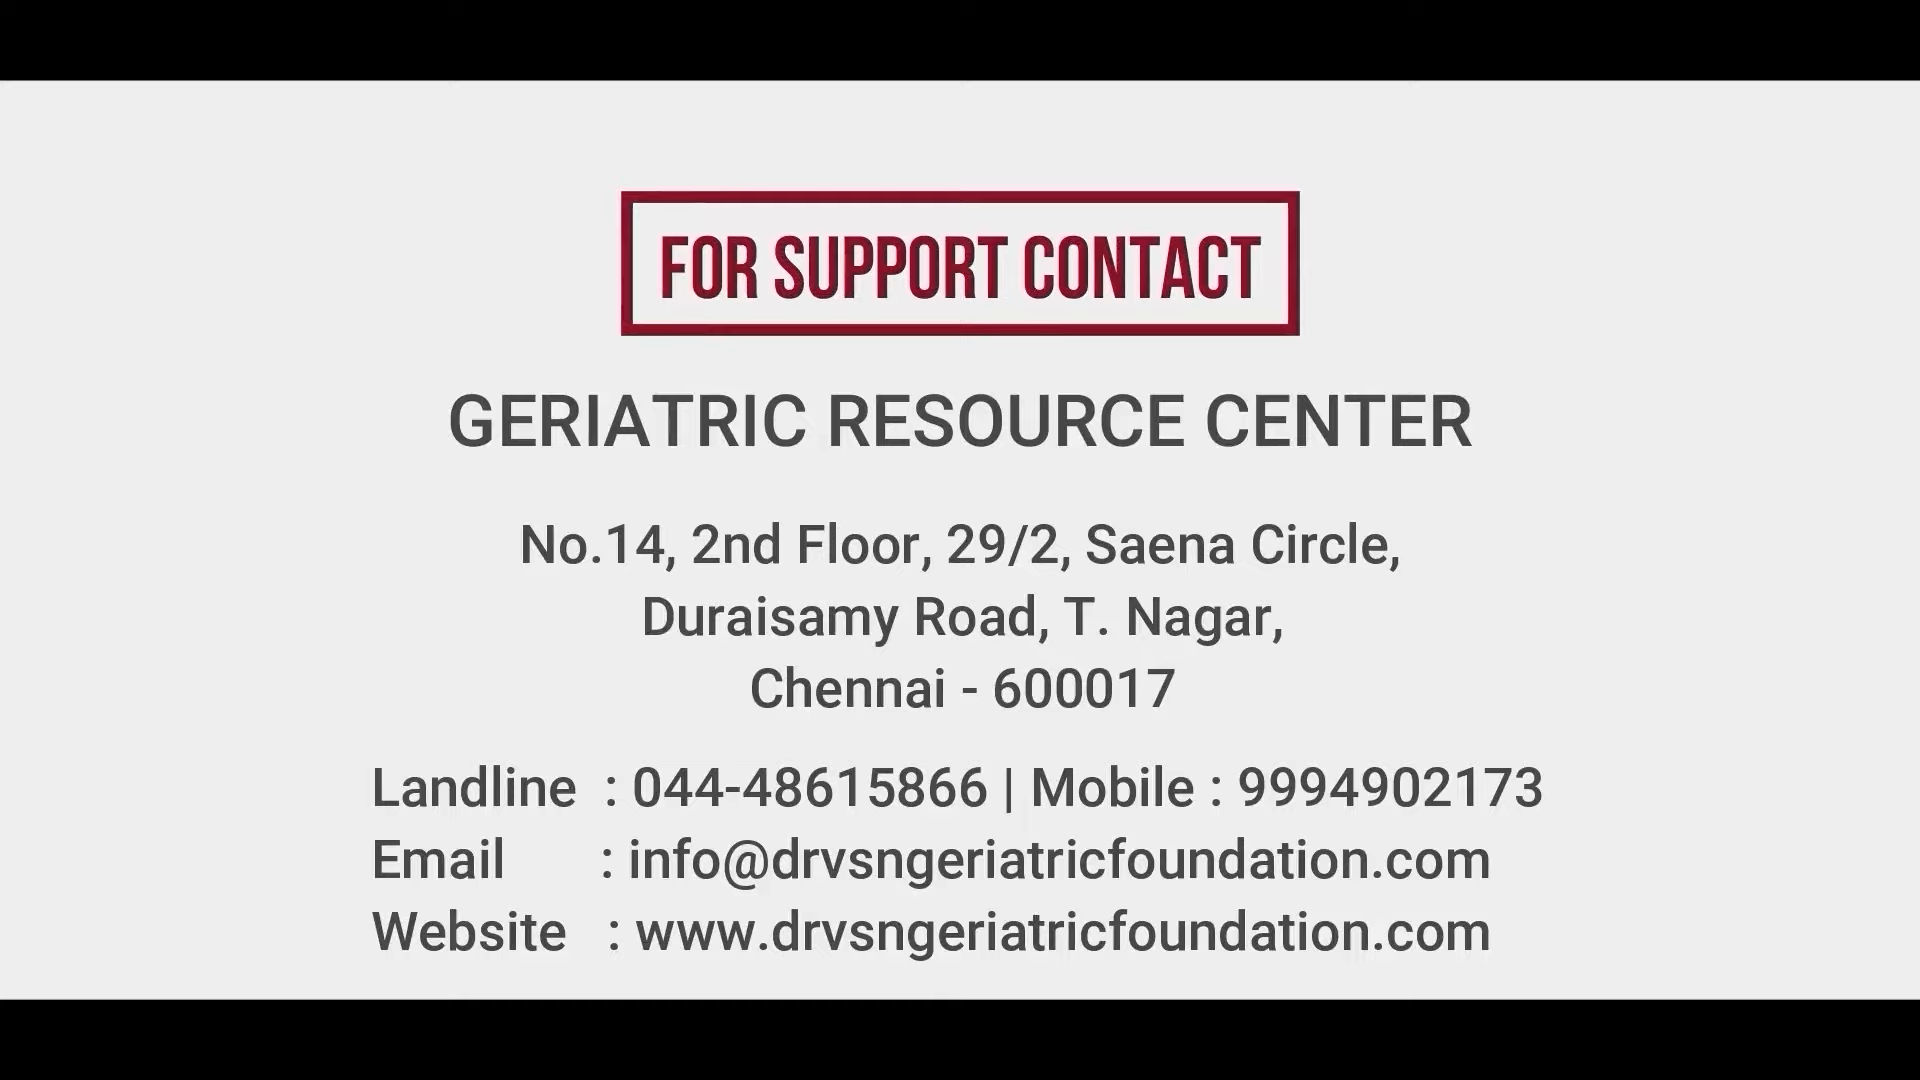 FOR SUPPORT CONTACT
GERIATRIC RESOURCE CENTER
No.14, 2nd Floor, 29/2, Saena Circle,
Duraisamy Road, T. Nagar,
Chennai - 600017
Landline : 044-48615866 | Mobile : 9994902173
Email : info@drvsngeriatricfoundation.com
Website : www.drvsngeriatricfoundation.com